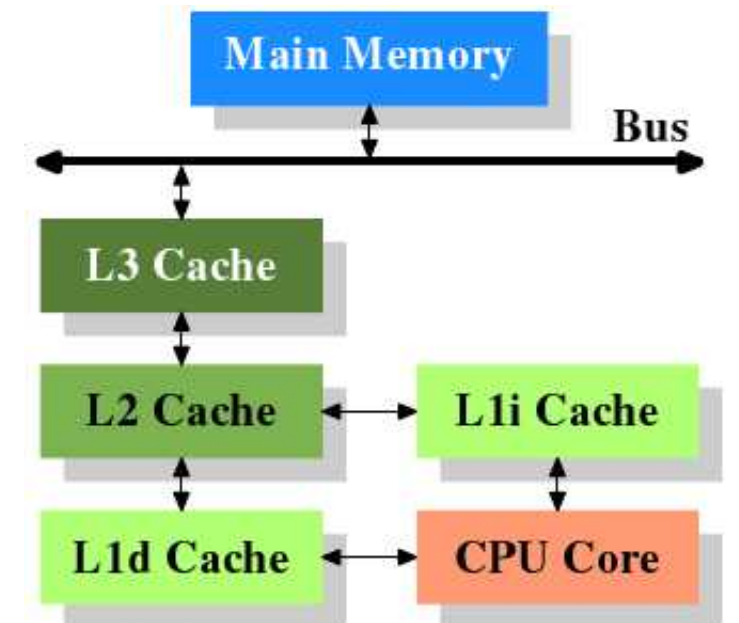 Main Memory
Bus
L3 Cache
L2 Cache
L1i Cache
L1d Cache
CPU Core